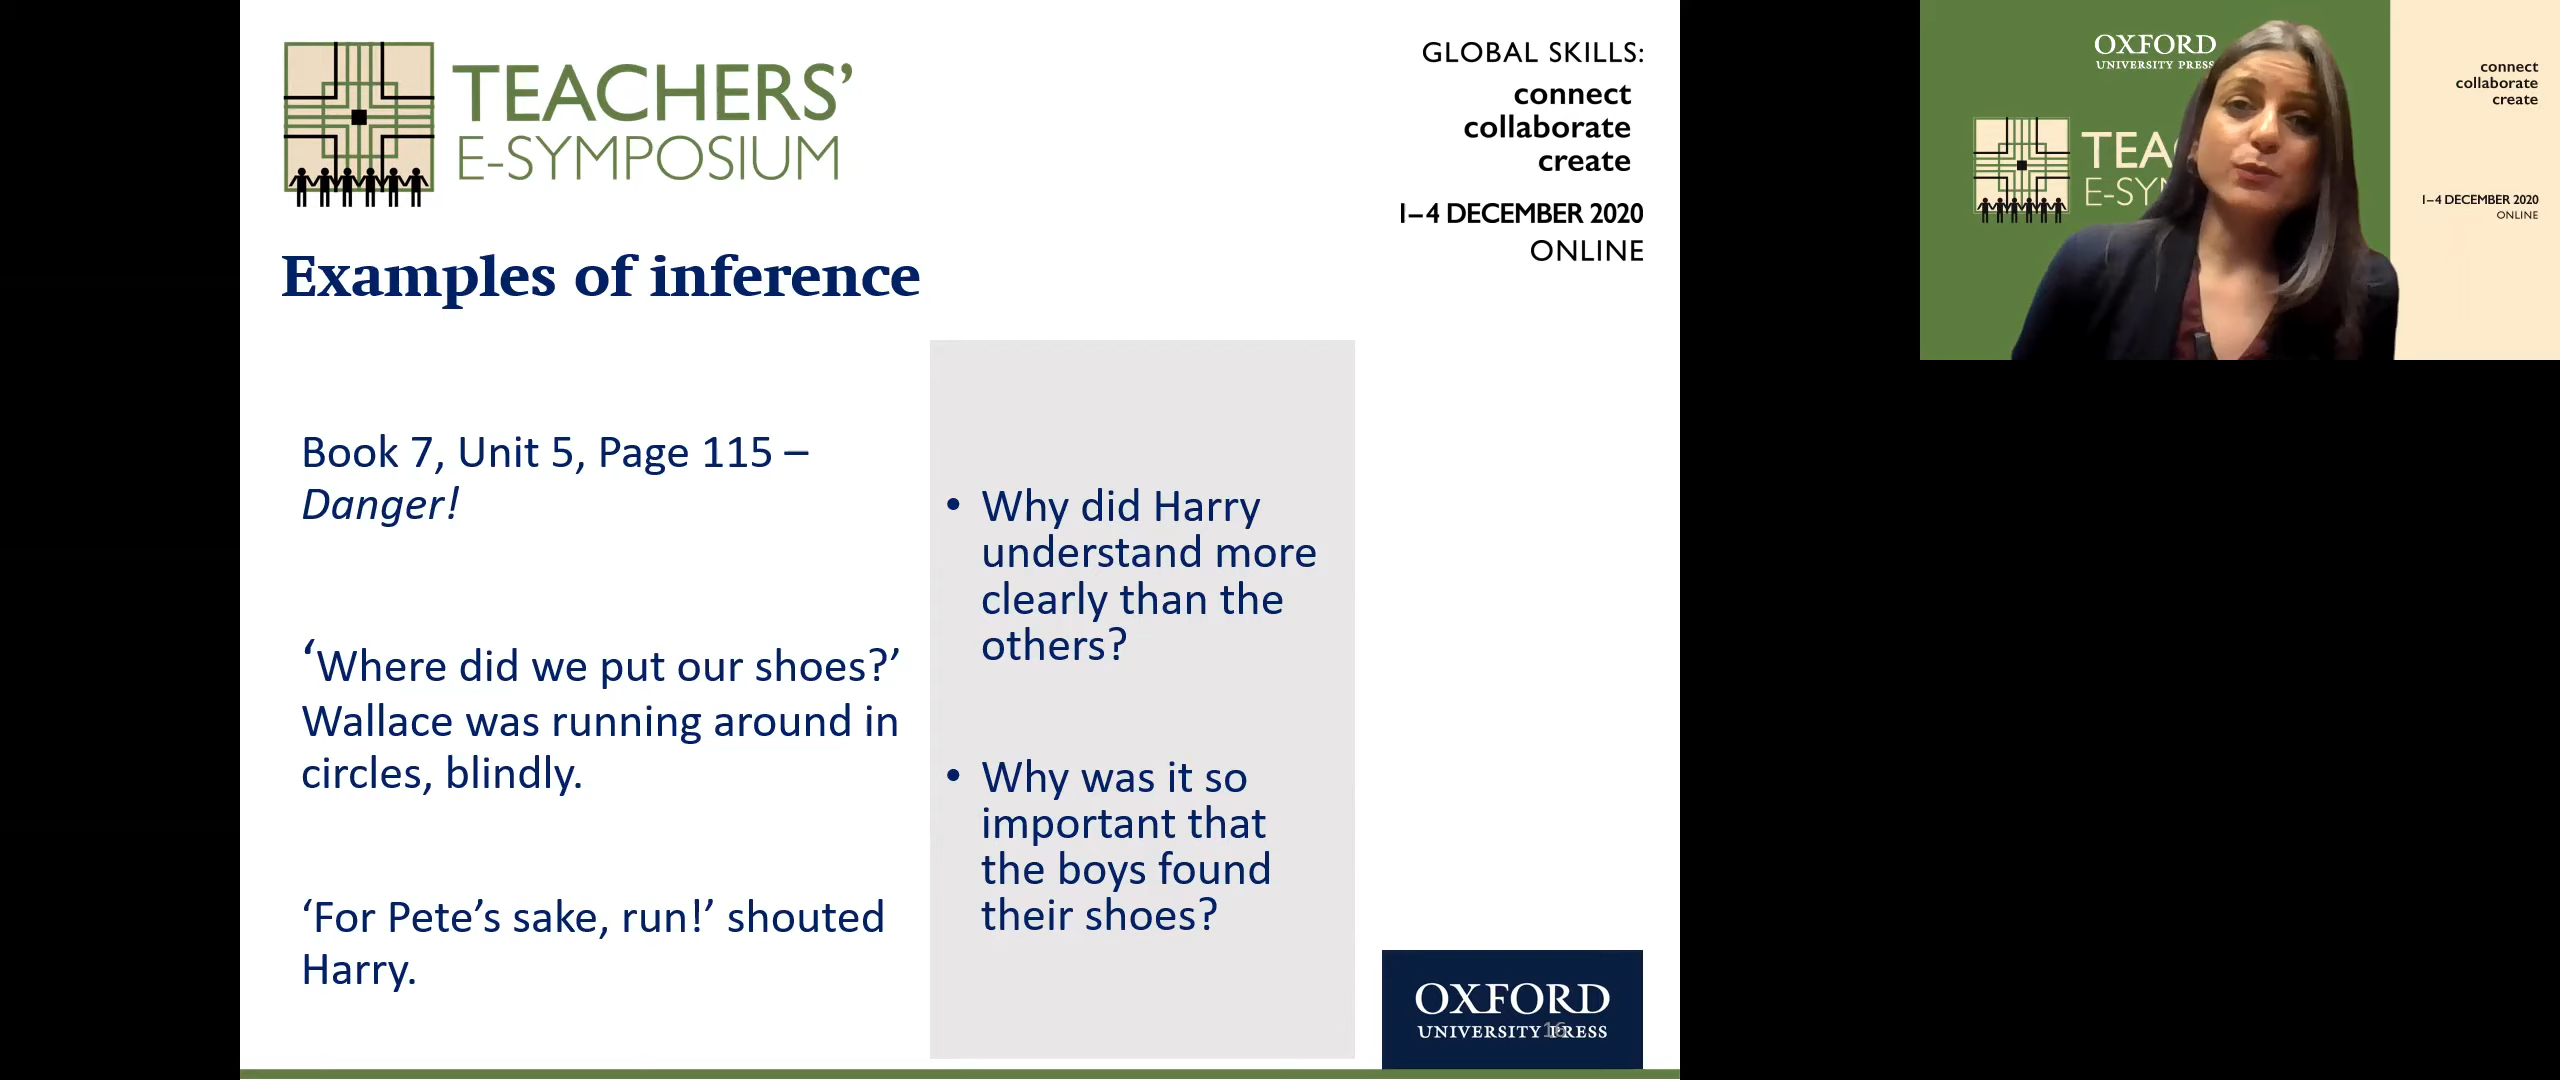 TEACHERS'
E-SYMPOSIUM
GLOBAL SKILLS:
connect
collaborate
create
1–4 DECEMBER 2020
ONLINE
Examples of inference
Book 7, Unit 5, Page 115 –
Danger!
‘Where did we put our shoes?’
Wallace was running around in
circles, blindly.
‘For Pete’s sake, run!’ shouted
Harry.
• Why did Harry
understand more
clearly than the
others?
• Why was it so
important that
the boys found
their shoes?
OXFORD
UNIVERSITY PRESS
16
OXFORD
UNIVERSITY PRESS
connect
collaborate
create
TEA
E-SY
1–4 DECEMBER 2020
ONLINE